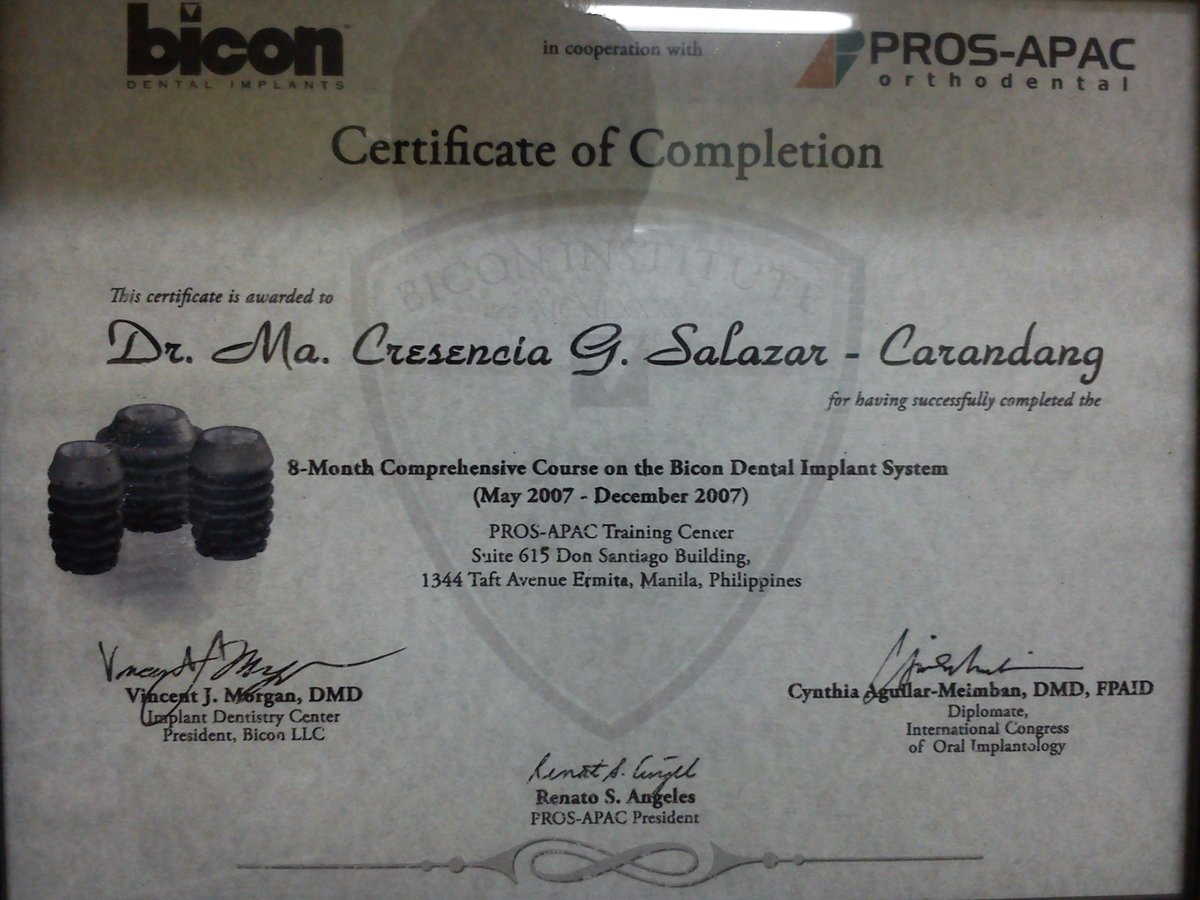 bicon
DENTAL IMPLANTS
in cooperation with
PROS-APAC
orthodental
Certificate of Completion
BICON INSTITUTE
This certificate is awarded to
Dr. Ma. Cresencia G. Salazar - Carandang
for having successfully completed the
8-Month Comprehensive Course on the Bicon Dental Implant System
(May 2007 - December 2007)
PROS-APAC Training Center
Suite 615 Don Santiago Building,
1344 Taft Avenue Ermita, Manila, Philippines
Vincent J. Morgan, DMD
Implant Dentistry Center
President, Bicon LLC
Cynthia Aguilar-Meimban, DMD, FPAID
Diplomate,
International Congress
of Oral Implantology
Renato S. Angeles
PROS-APAC President